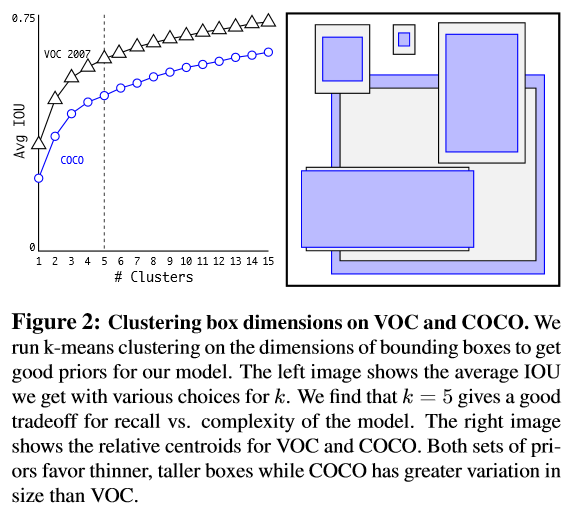 0.75
VOC 2007
COCO
Avg IOU
0
1 2 3 4 5 6 7 8 9 10 11 12 13 14 15
# Clusters
Figure 2: Clustering box dimensions on VOC and COCO. We
run k-means clustering on the dimensions of bounding boxes to get
good priors for our model. The left image shows the average IOU
we get with various choices for k. We find that k = 5 gives a good
tradeoff for recall vs. complexity of the model. The right image
shows the relative centroids for VOC and COCO. Both sets of pri-
ors favor thinner, taller boxes while COCO has greater variation in
size than VOC.